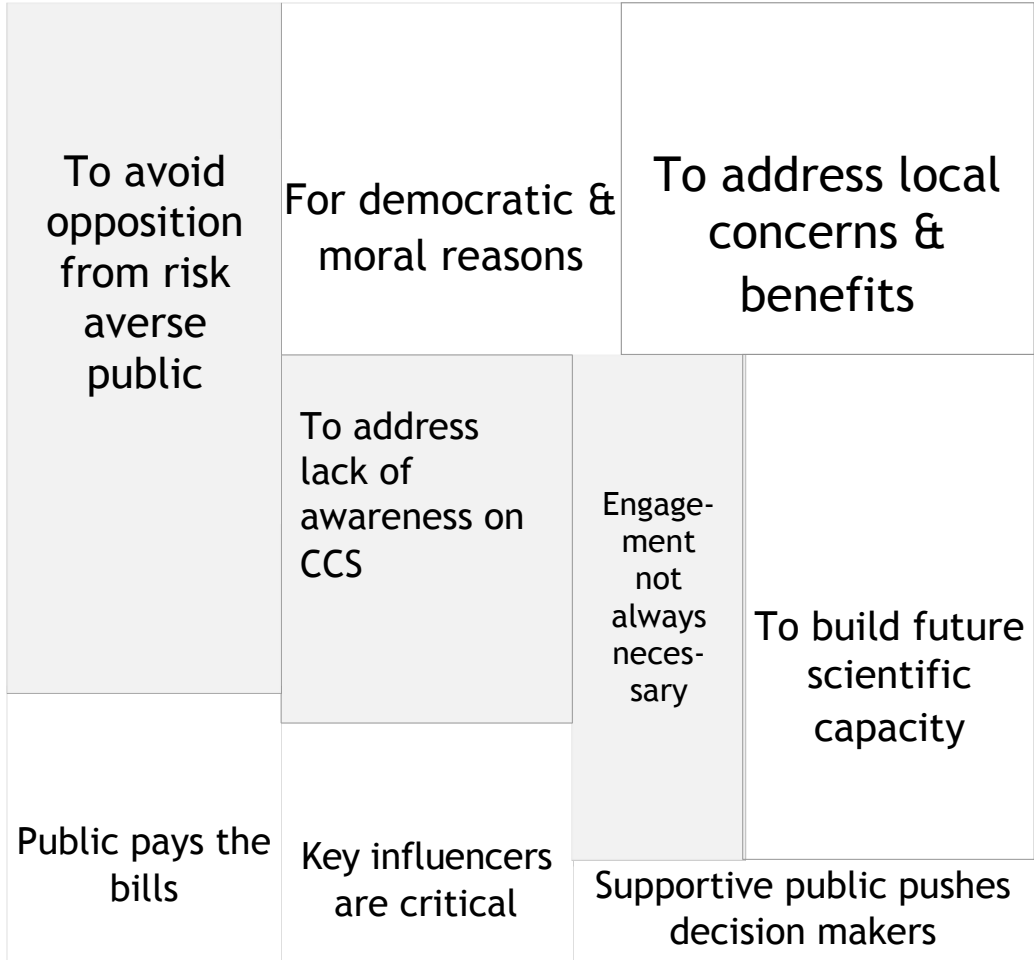 To avoid
opposition
from risk
averse
public
For democratic &
moral reasons
To address local
concerns &
benefits
To address
lack of
awareness on
CCS
Engage-
ment
not
always
neces-
sary
To build future
scientific
capacity
Public pays the
bills
Key influencers
are critical
Supportive public pushes
decision makers